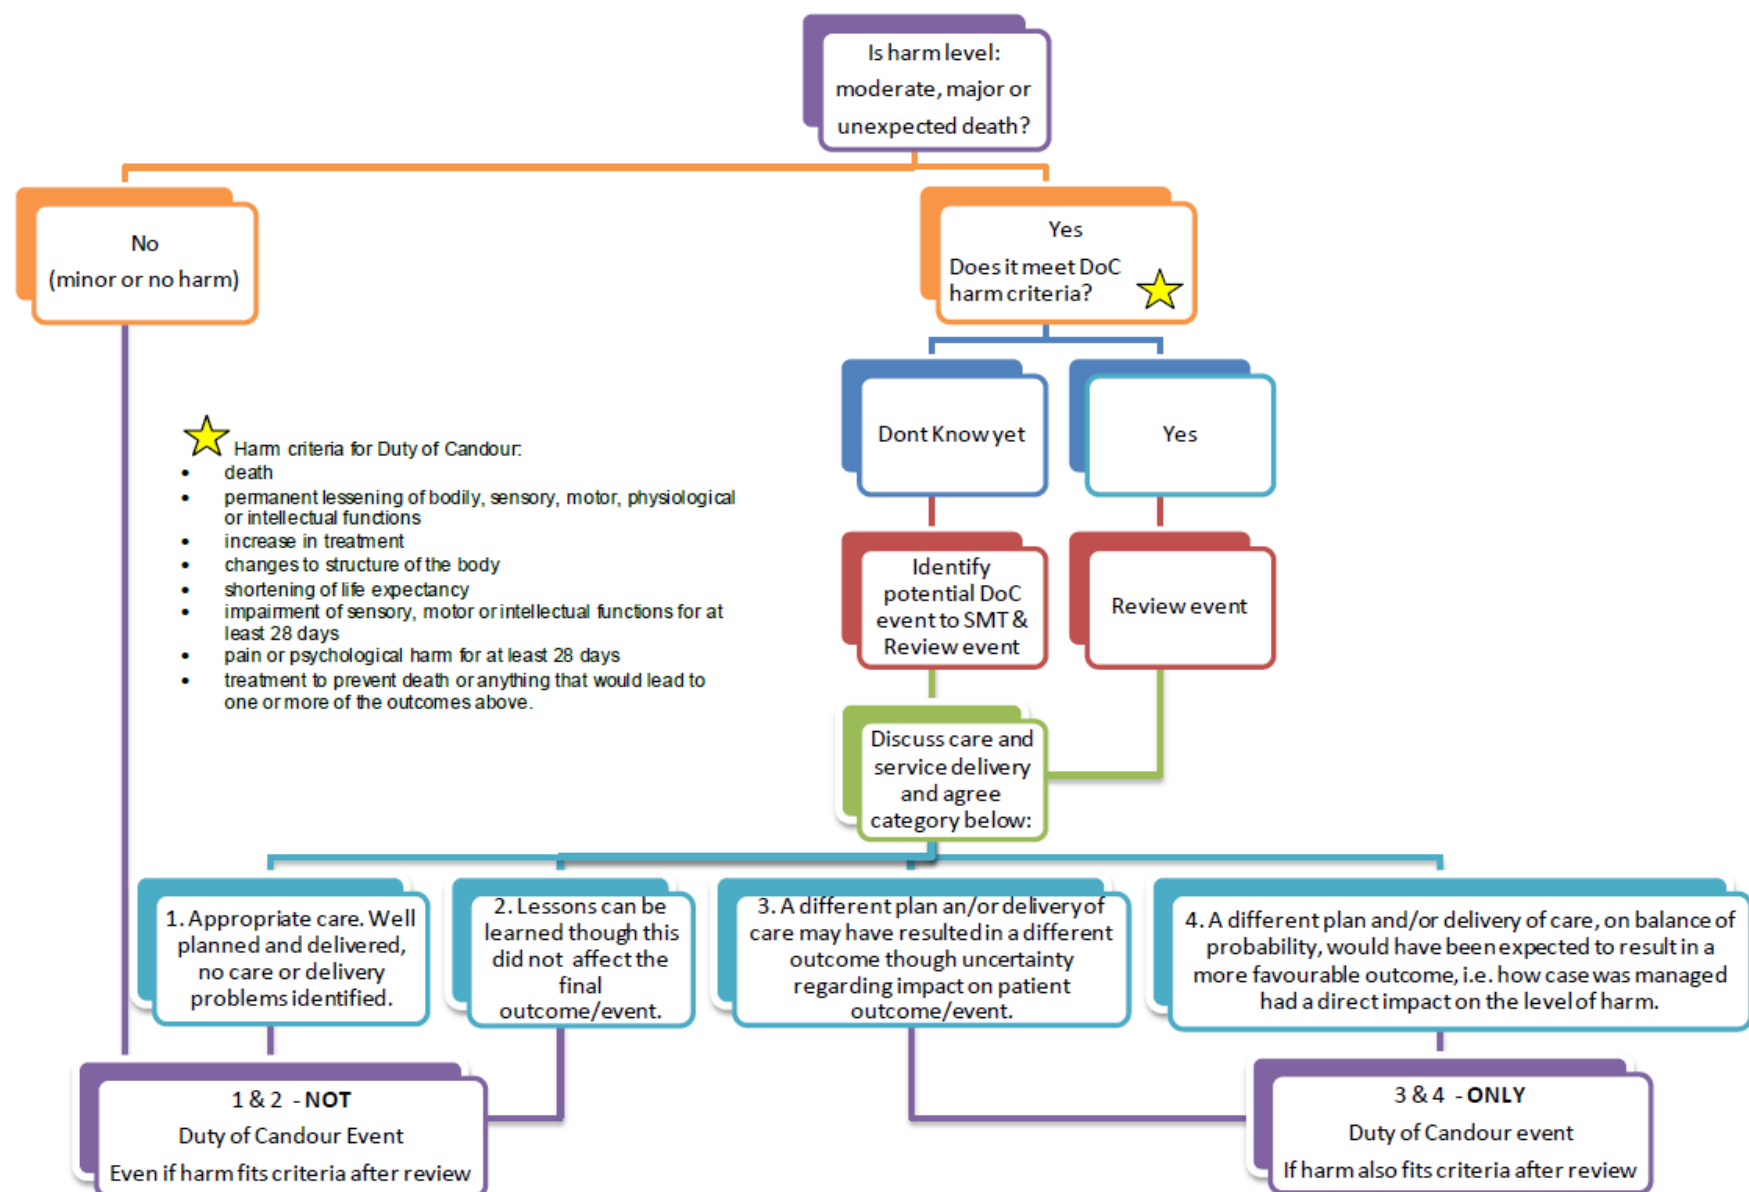 Is harm level:
moderate, major or
unexpected death?
No
(minor or no harm)
Yes
Does it meet DoC
harm criteria?
Dont Know yet
Yes
Harm criteria for Duty of Candour:
• death
• permanent lessening of bodily, sensory, motor, physiological
or intellectual functions
• increase in treatment
• changes to structure of the body
• shortening of life expectancy
• impairment of sensory, motor or intellectual functions for at
least 28 days
• pain or psychological harm for at least 28 days
• treatment to prevent death or anything that would lead to
one or more of the outcomes above.
Identify
potential DoC
event to SMT &
Review event
Review event
Discuss care and
service delivery
and agree
category below:
1. Appropriate care. Well
planned and delivered,
no care or delivery
problems identified.
2. Lessons can be
learned though this
did not affect the
final
outcome/event.
3. A different plan an/or delivery of
care may have resulted in a different
outcome though uncertainty
regarding impact on patient
outcome/event.
4. A different plan and/or delivery of care, on balance of
probability, would have been expected to result in a
more favourable outcome, i.e. how case was managed
had a direct impact on the level of harm.
1 & 2 - NOT
Duty of Candour Event
Even if harm fits criteria after review
3 & 4 - ONLY
Duty of Candour event
If harm also fits criteria after review